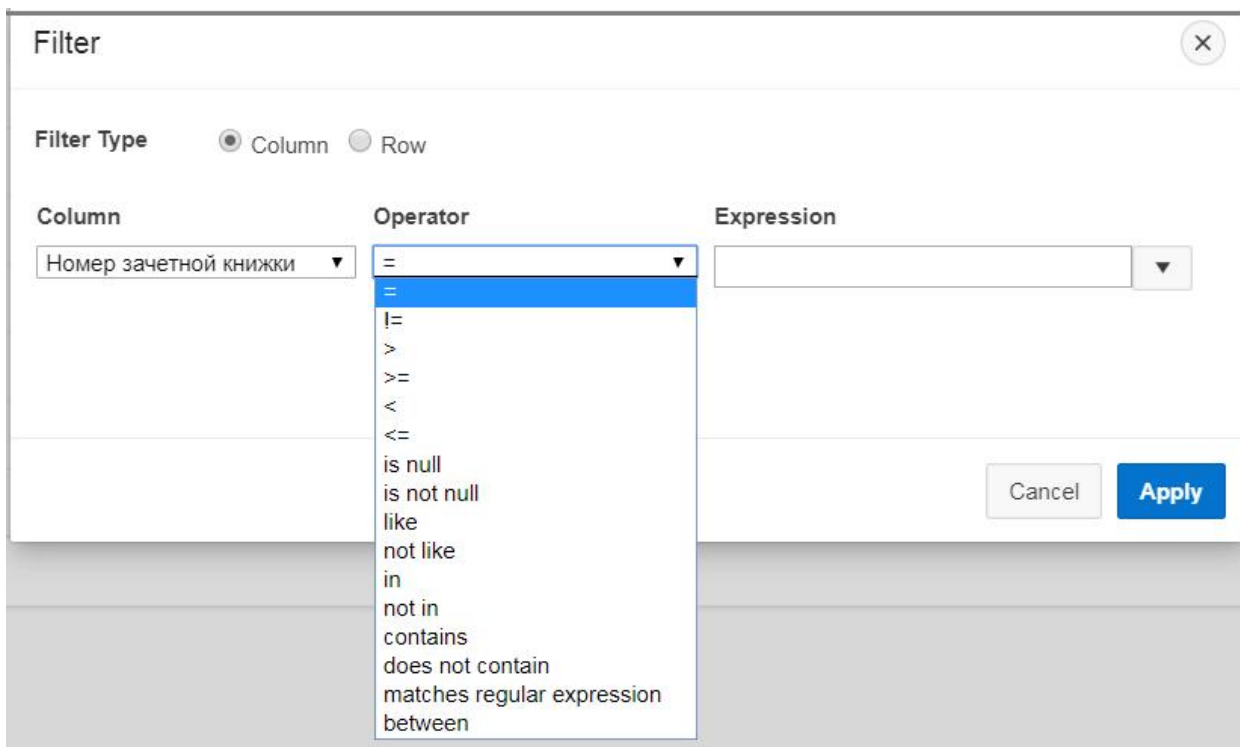 Filter
Filter Type Column Row
Column Operator Expression
Номер зачетной книжки =
=
!=
>
>=
<
<=
is null
is not null
like
not like
in
not in
contains
does not contain
matches regular expression
between
Cancel Apply